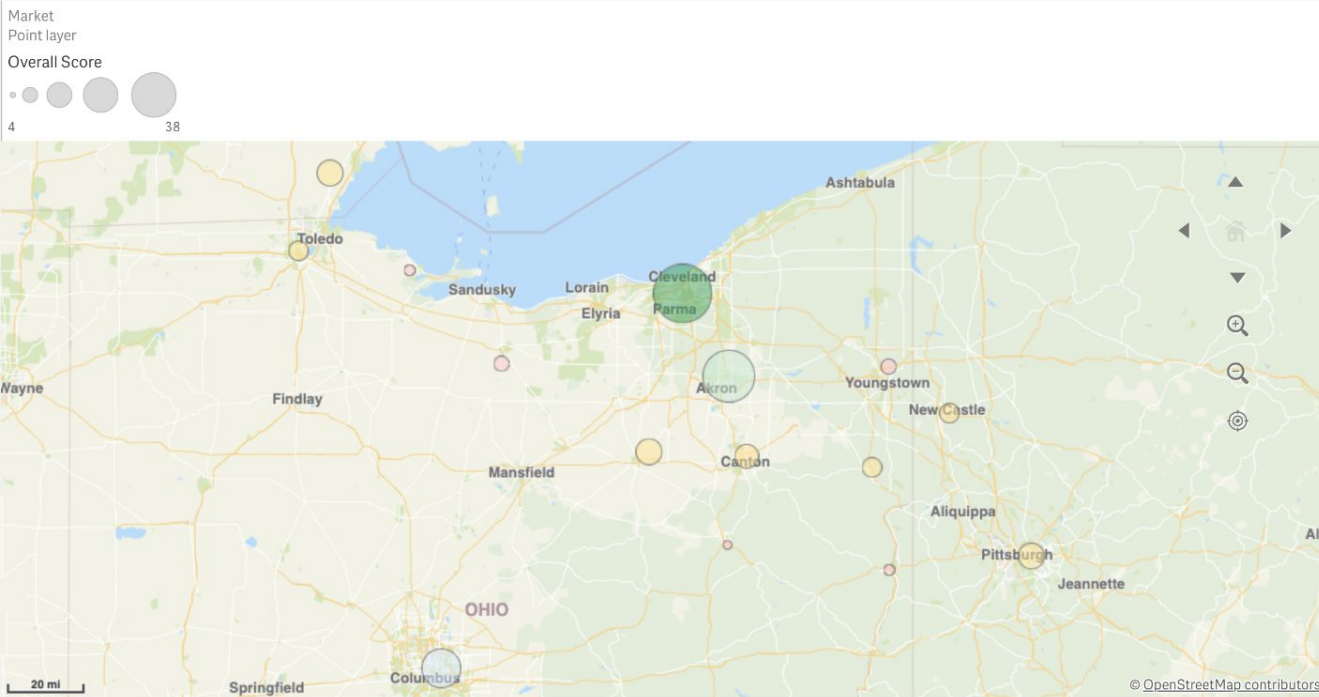 Market
Point layer
Overall Score
4 38
Ashtabula
Toledo
Cleveland
Sandusky
Lorain
Parma
Elyria
Wayne
Youngstown
Akron
Findlay
New Castle
Canton
Mansfield
Aliquippa
Al
Pittsburgh
Jeannette
OHIO
Columbus
20 mi
Springfield
© OpenStreetMap contributors